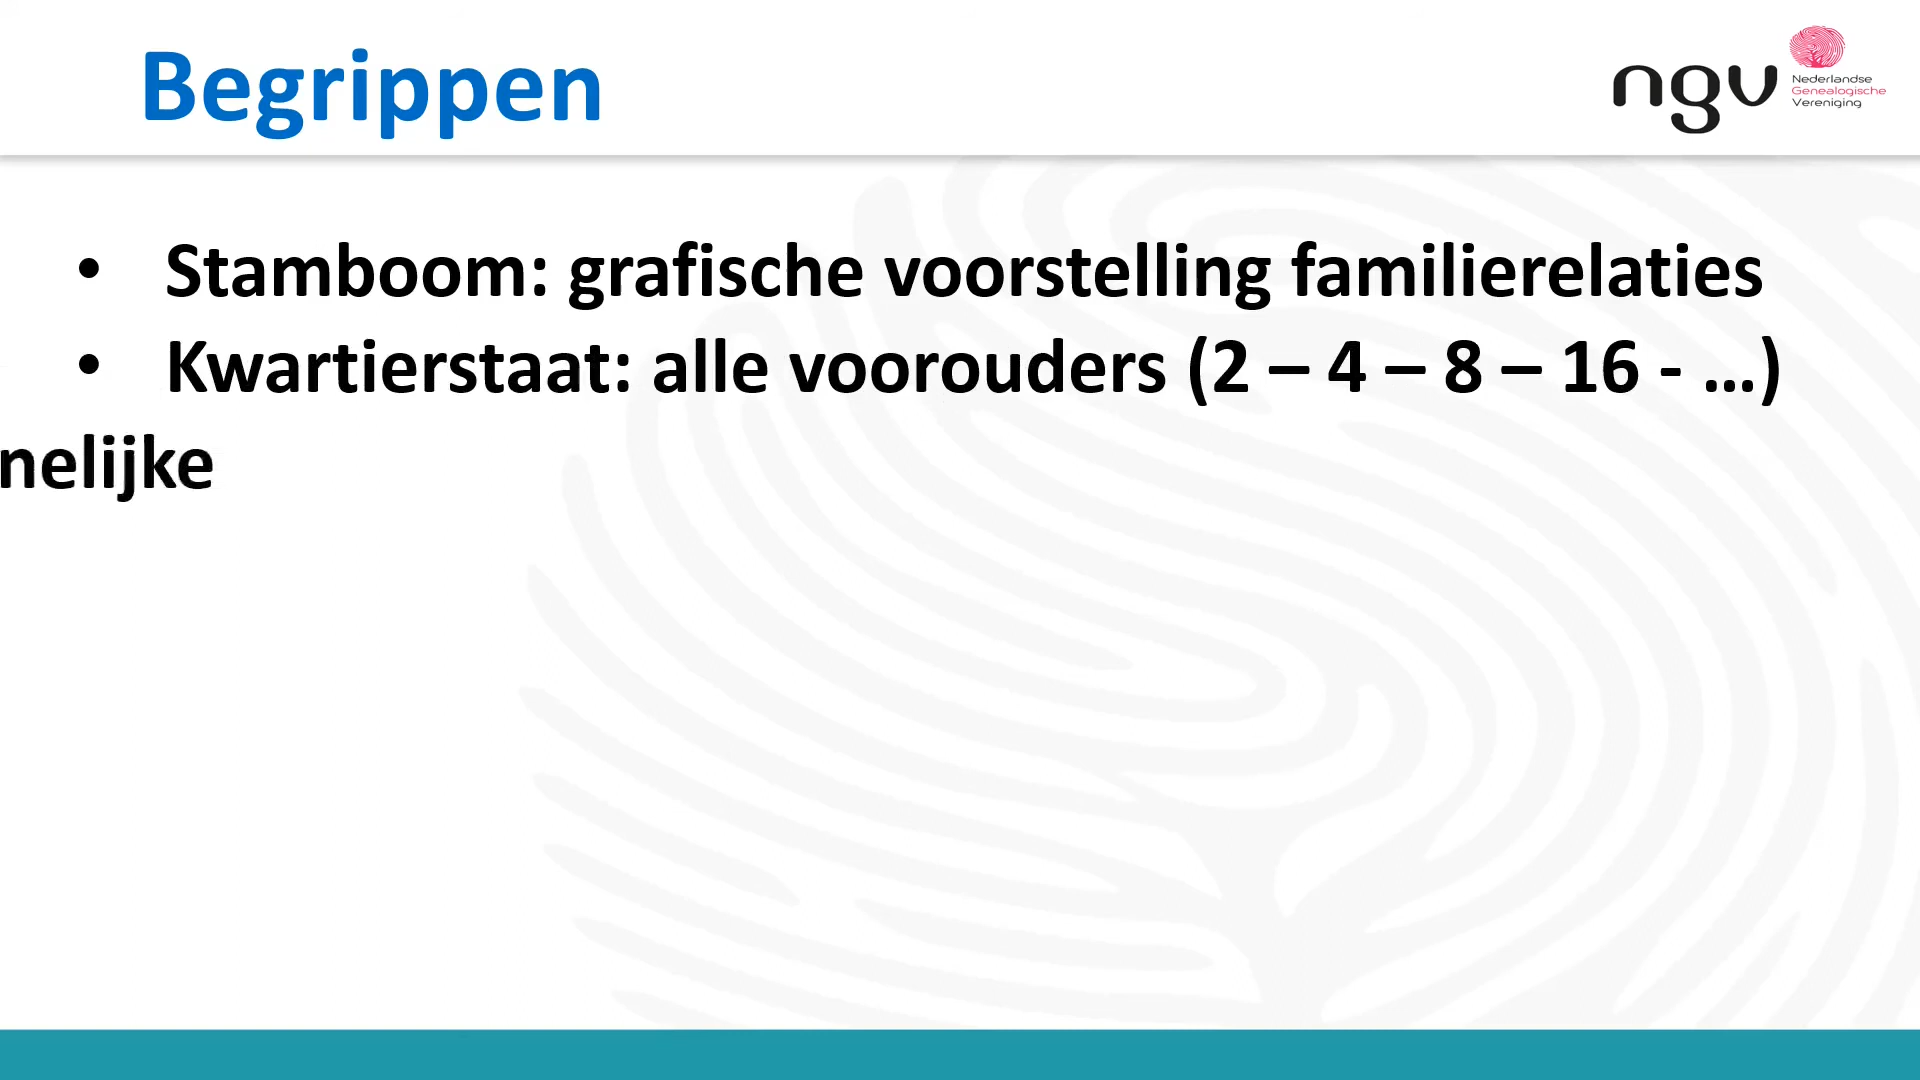 Begrippen
ngv
Nederlandse
Genealogische
Vereniging
• Stamboom: grafische voorstelling familierelaties
• Kwartierstaat: alle voorouders (2 – 4 – 8 – 16 - …)
nelijke